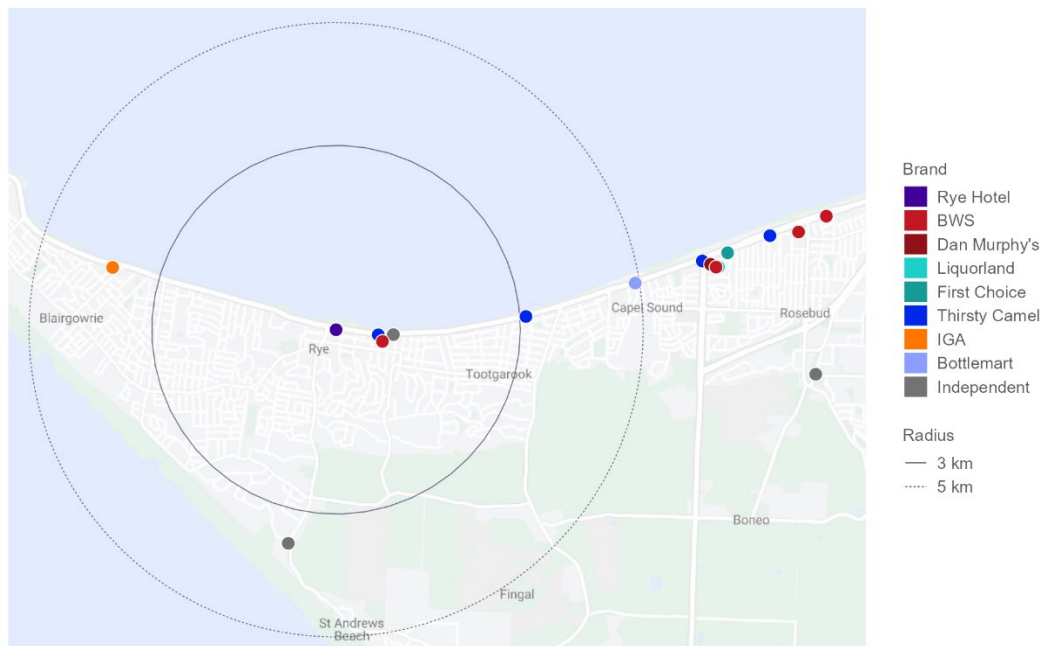 Blairgowrie
Rye
Tootgarook
Capel Sound
Rosebud
Boneo
Fingal
St Andrews
Beach
Brand
Rye Hotel
BWS
Dan Murphy's
Liquorland
First Choice
Thirsty Camel
IGA
Bottlemart
Independent
Radius
3 km
5 km